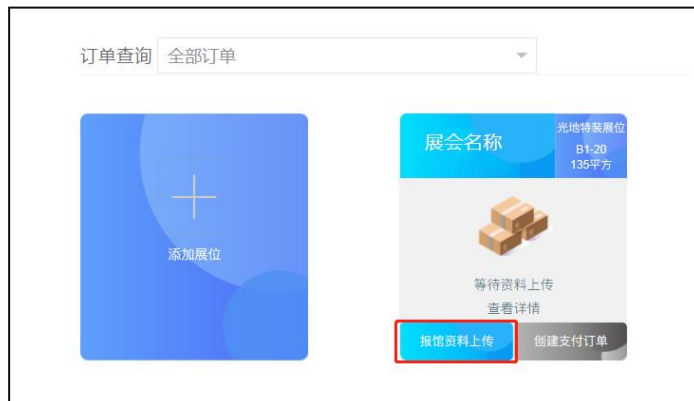 订单查询 全部订单
展会名称
光地特装展位
B1-20
135平方
添加展位
等待资料上传
查看详情
报馆资料上传
创建支付订单